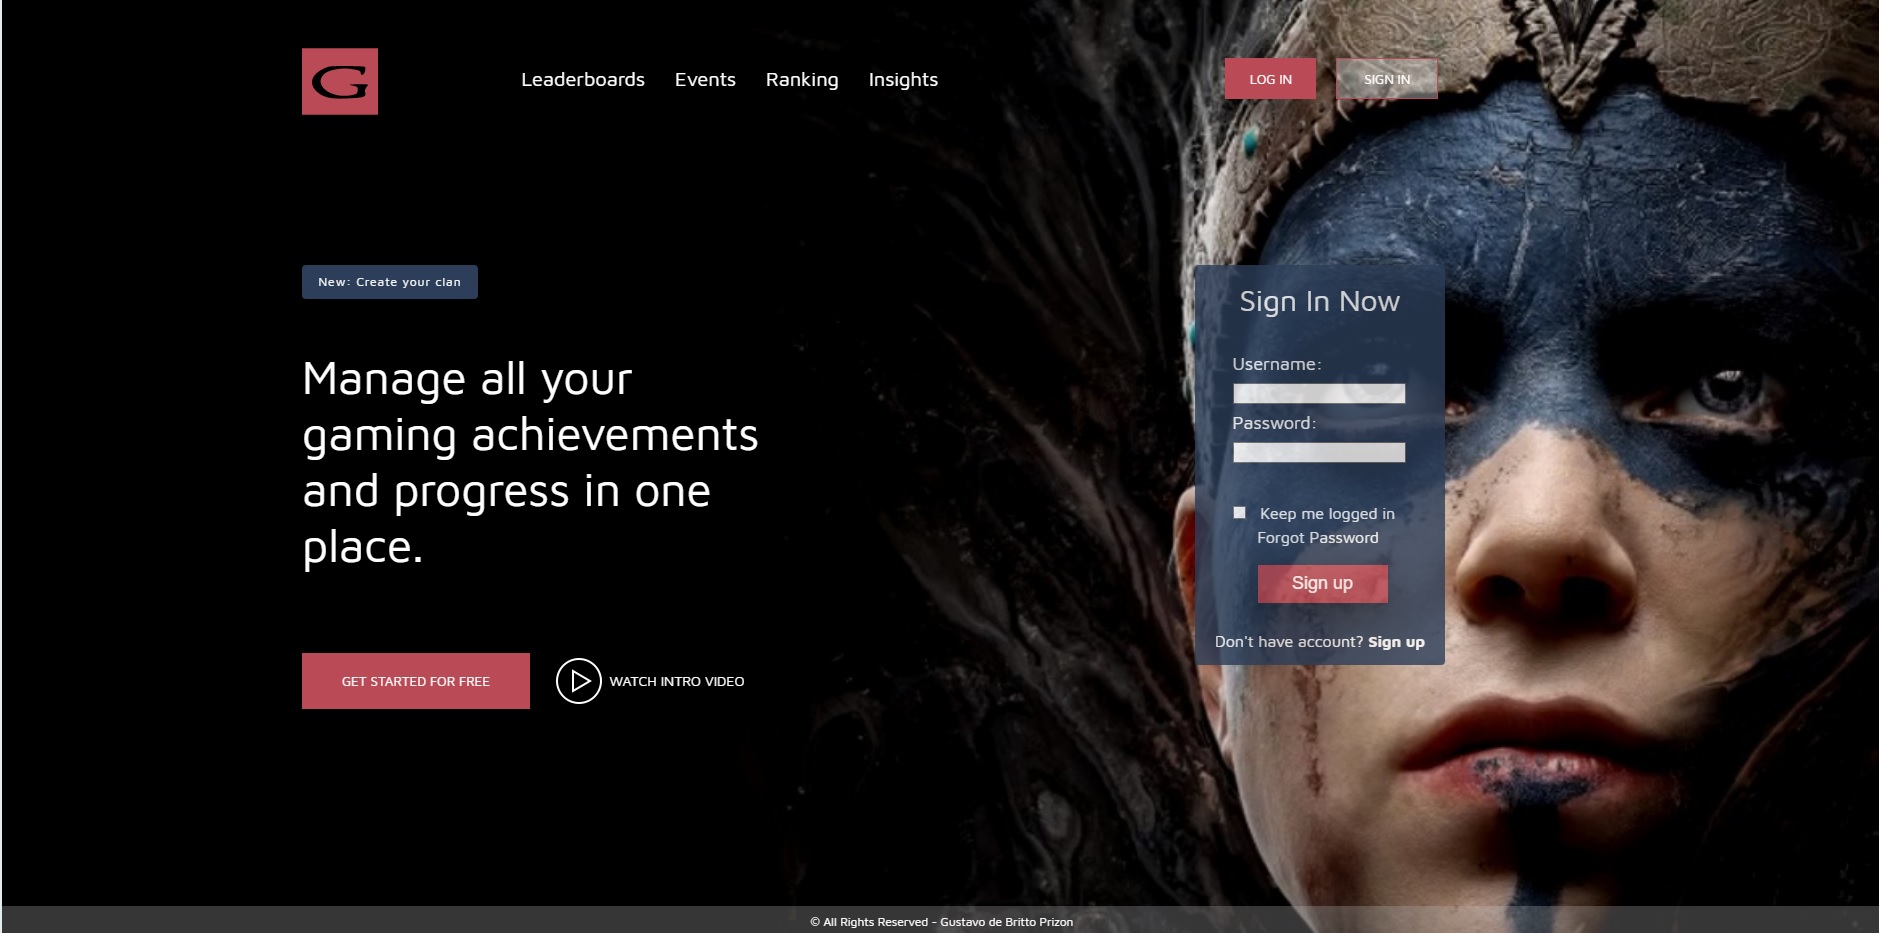 G
Leaderboards Events Ranking Insights
LOG IN SIGN IN
New: Create your clan
Manage all your
gaming achievements
and progress in one
place.
GET STARTED FOR FREE
WATCH INTRO VIDEO
Sign In Now
Username:
Password:
Keep me logged in
Forgot Password
Sign up
Don't have account? Sign up
© All Rights Reserved - Gustavo de Britto Prizon